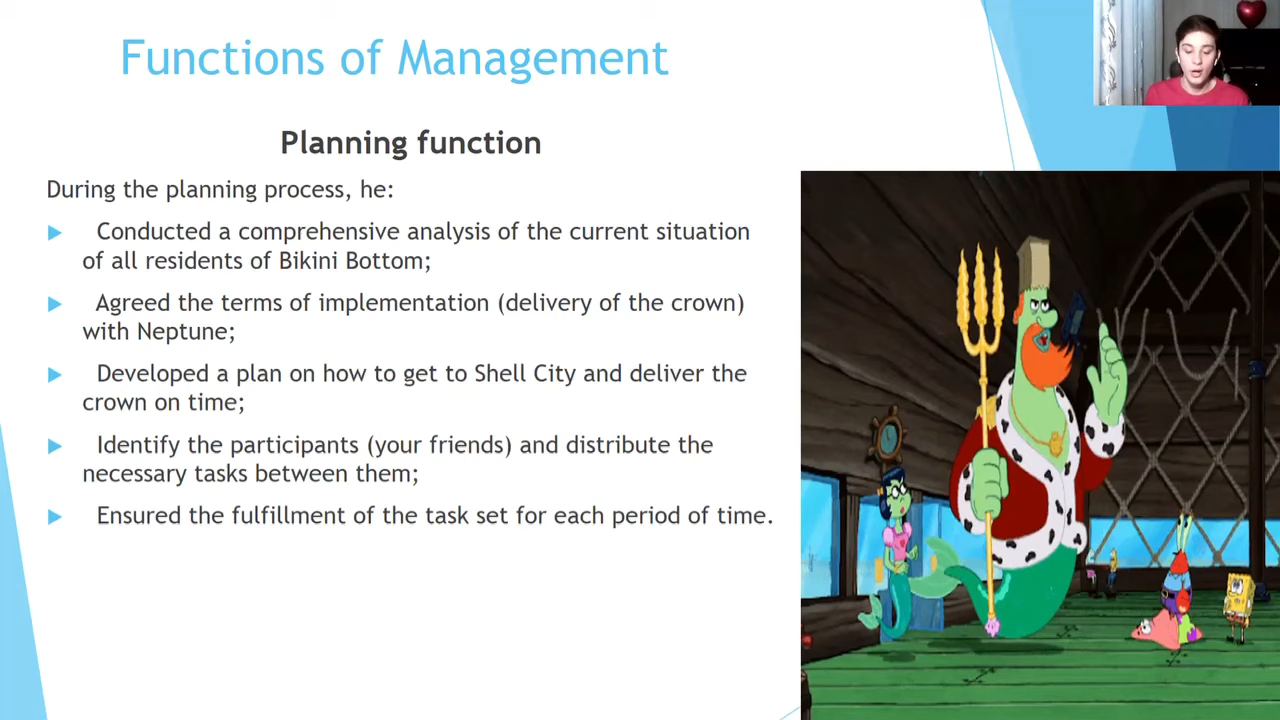 Functions of Management
Planning function
During the planning process, he:
Conducted a comprehensive analysis of the current situation
of all residents of Bikini Bottom;
Agreed the terms of implementation (delivery of the crown)
with Neptune;
Developed a plan on how to get to Shell City and deliver the
crown on time;
Identify the participants (your friends) and distribute the
necessary tasks between them;
Ensured the fulfillment of the task set for each period of time.